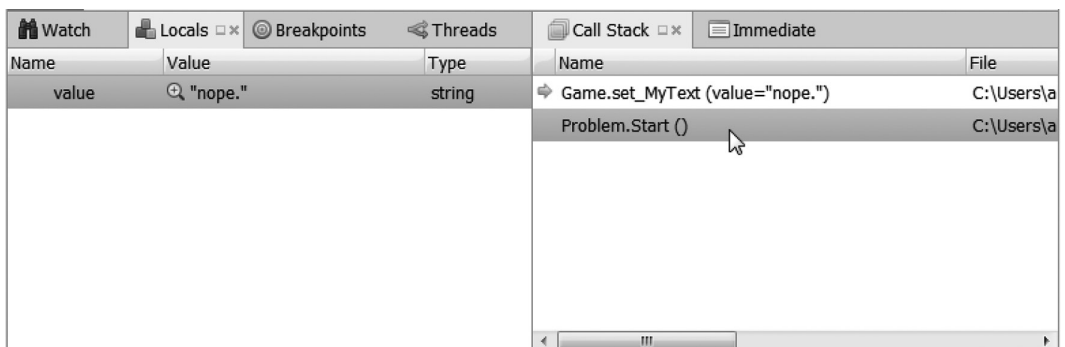 Watch Locals Breakpoints Threads
Name Value Type
value "nope." string
Call Stack Immediate
Name File
Game.set_MyText (value="nope.") C:\Users\a
Problem.Start () C:\Users\a